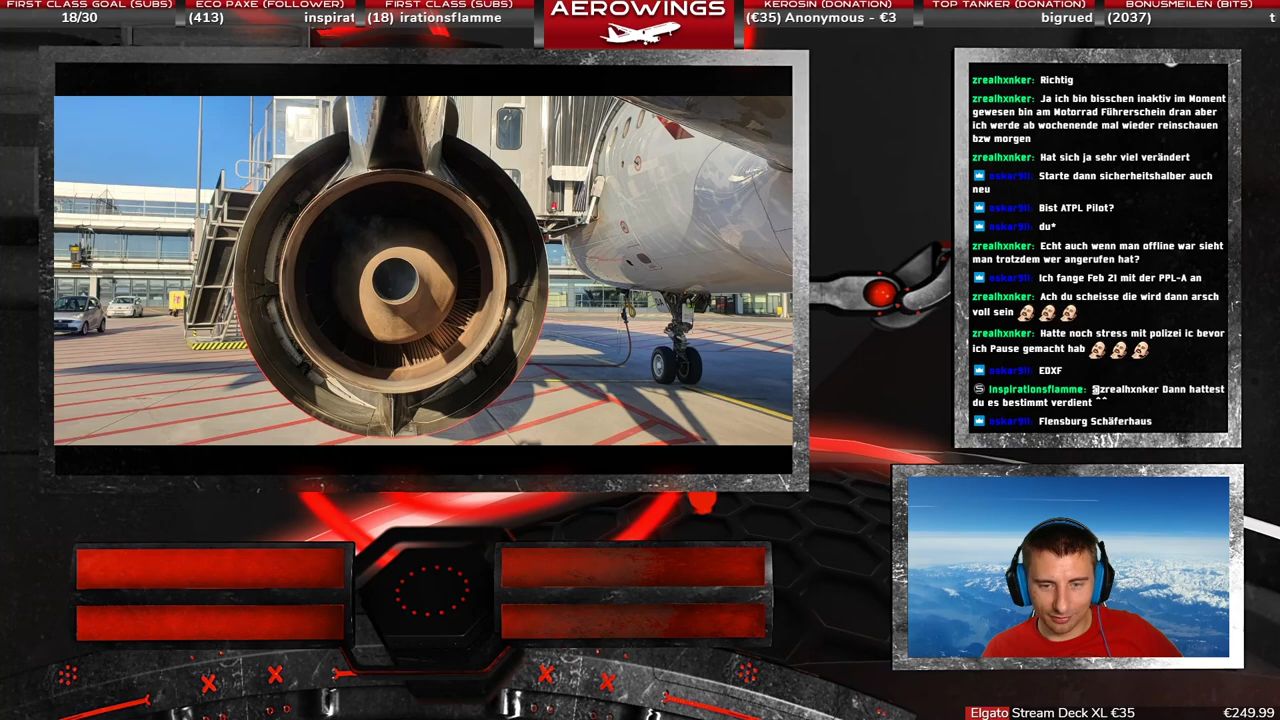 FIRST CLASS GOAL (SUBS)
18/30
ECO PAXE (FOLLOWER)
(413) inspirat
FIRST CLASS (SUBS)
(18) irationsflamme
AEROWINGS
KEROSIN (DONATION)
(€35) Anonymous - €3
TOP TANKER (DONATION)
bigrued
BONUSMEILEN (BITS)
(2037) t
zrealhxnker: Richtig
zrealhxnker: Ja ich bin bisschen inaktiv im Moment
gewesen bin am Motorrad Führerschein dran aber
ich werde ab wochenende mal wieder reinschauen
bzw morgen
zrealhxnker: Hat sich ja sehr viel verändert
oskar911: Starte dann sicherheitshalber auch
neu
oskar911: Bist ATPL Pilot?
oskar911: du*
zrealhxnker: Echt auch wenn man offline war sieht
man trotzdem wer angerufen hat?
oskar911: Ich fange Feb 21 mit der PPL-A an
zrealhxnker: Ach du scheisse die wird dann arsch
voll sein
zrealhxnker: Hatte noch stress mit polizei ic bevor
ich Pause gemacht hab
oskar911: EDXF
Inspirationsflamme: @zrealhxnker Dann hattest
du es bestimmt verdient ^^
oskar911: Flensburg Schäferhaus
Elgato Stream Deck XL €35 €249.99